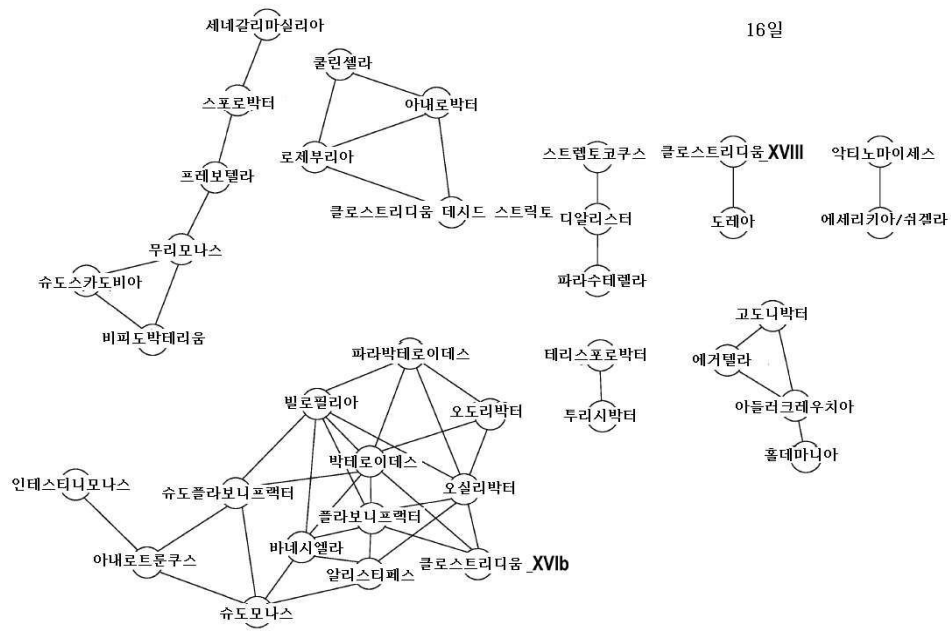 세네갈리마실리아
16일
쿨린셀라
스포로박터
아내로박터
로제부리아
스트렙토코쿠스
클로스트리디움_XVIII
악티노마이세스
프레보텔라
클로스트리디움 데시드 스트릭토
디알리스터
도레아
에세리키아/쉬겔라
무리모나스
슈도스카도비아
파라수테렐라
비피도박테리움
고도니박터
파라박테로이데스
테리스포로박터
에거텔라
빌로필리아
오도리박터
투리시박터
아들러크레우치아
홀데마니아
박테로이데스
인테스티니모나스
슈도플라보니프랙터
오실리박터
플라보니프랙터
바네시엘라
아내로트룬쿠스
알리스티페스
클로스트리디움_XVIb
슈도모나스